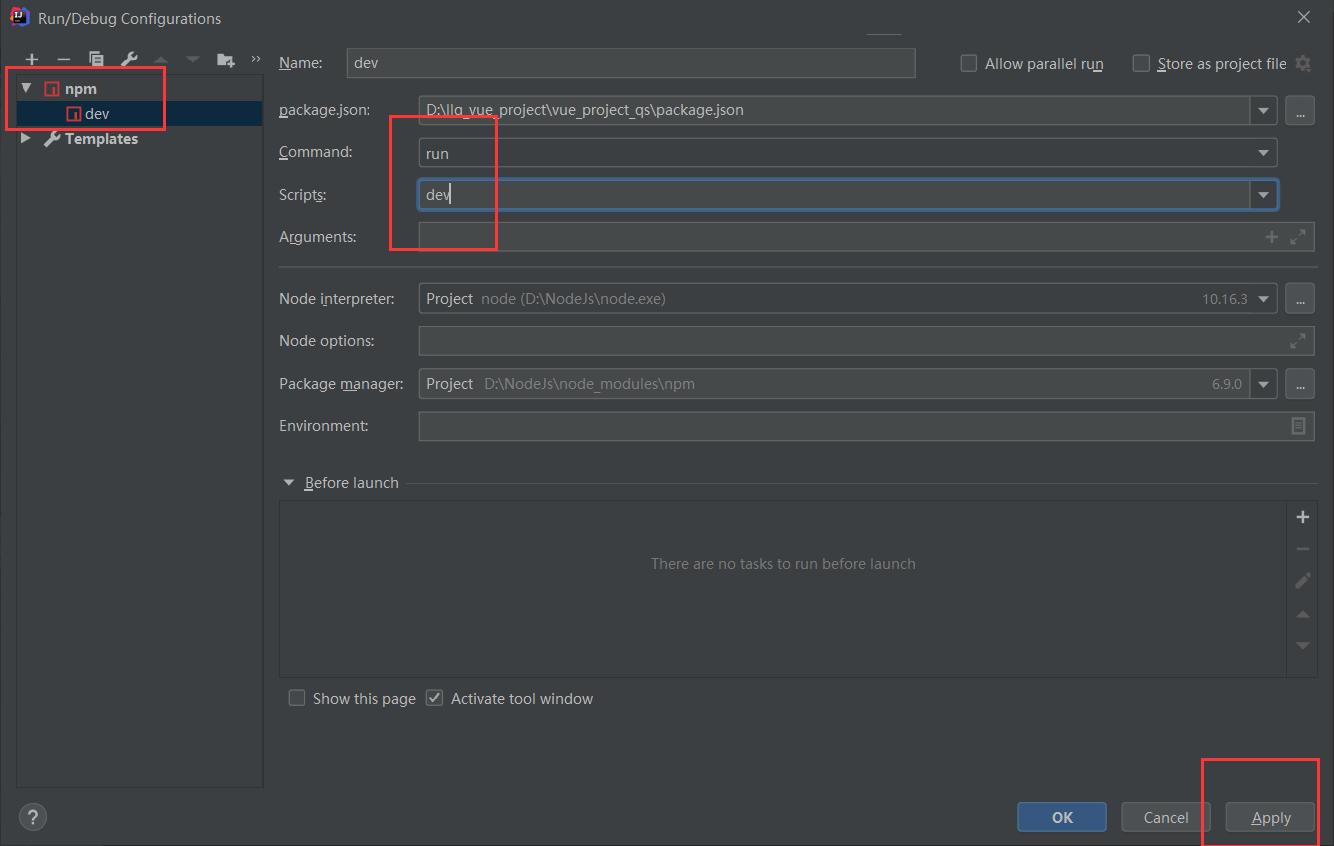 Run/Debug Configurations
npm
dev
Templates
Name: dev
Allow parallel run
Store as project file
package.json: D:\llq_vue_project\vue_project_qs\package.json
...
Command: run
Scripts: dev
Arguments:
Node interpreter: Project node (D:\NodeJs\node.exe) 10.16.3
...
Node options:
Package manager: Project D:\NodeJs\node_modules\npm 6.9.0
...
Environment:
Before launch
There are no tasks to run before launch
Show this page
Activate tool window
?
OK
Cancel
Apply